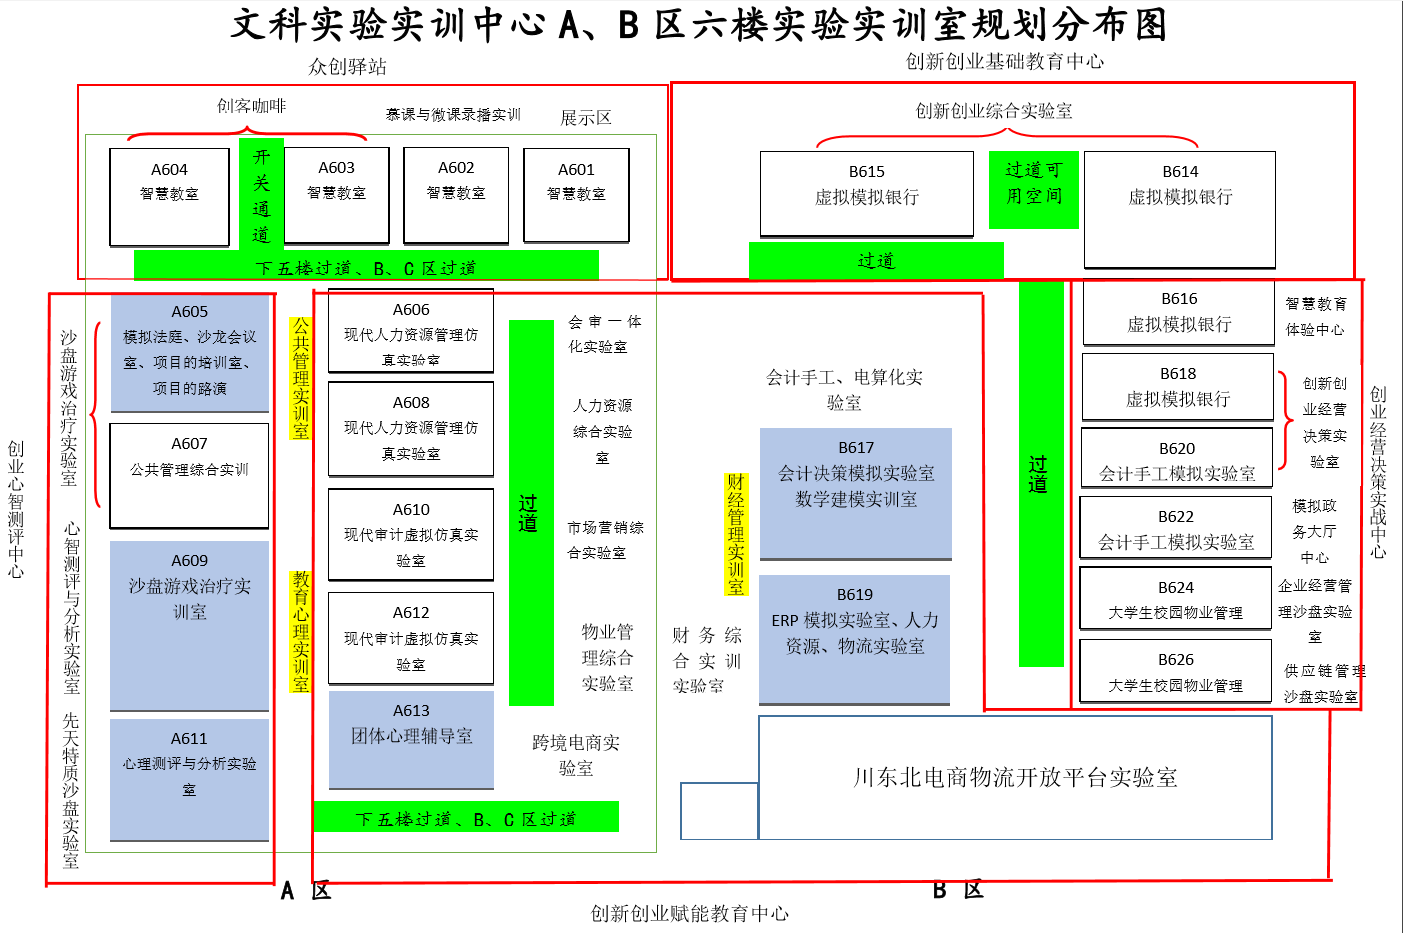 文科实验实训中心 A、B 区六楼实验实训室规划分布图
众创驿站
创新创业基础教育中心
创客咖啡
慕课与微课录播实训
展示区
创新创业综合实验室
A604
智慧教室
开
关
通
道
A603
智慧教室
A602
智慧教室
A601
智慧教室
B615
虚拟模拟银行
过道可
用空间
B614
虚拟模拟银行
下五楼过道、B、C 区过道
过道
沙盘游戏治疗实验室
A605
模拟法庭、沙龙会议
室、项目的培训室、
项目的路演
公共管理实训室
A606
现代人力资源管理仿
真实验室
会 审 一 体
化实验室
过道
B616
虚拟模拟银行
智慧教育
体验中心
A608
现代人力资源管理仿
真实验室
人力资源
综合实验
室
会计手工、电算化实
验室
B618
虚拟模拟银行
创新创
业经营
决策实
验室
创业经营决策实战中心
创业心智测评中心
A607
公共管理综合实训
过道
财经管理实训室
B617
会计决策模拟实验室
数学建模实训室
B620
会计手工模拟实验室
心智测评与分析实验室
A609
沙盘游戏治疗实
训室
教育心理实训室
A610
现代审计虚拟仿真实
验室
市场营销综
合实验室
B622
会计手工模拟实验室
模拟政
务大厅
中心
A612
现代审计虚拟仿真实
验室
物业管
理综合
实验室
财 务 综
合 实 训
实验室
B619
ERP 模拟实验室、人力
资源、物流实验室
B624
大学生校园物业管理
企业经营管
理沙盘实验
室
B626
大学生校园物业管理
供应链管理
沙盘实验室
先天特质沙盘实验室
A611
心理测评与分析实验
室
A613
团体心理辅导室
跨境电商实
验室
川东北电商物流开放平台实验室
下五楼过道、B、C 区过道
A 区
B 区
创新创业赋能教育中心